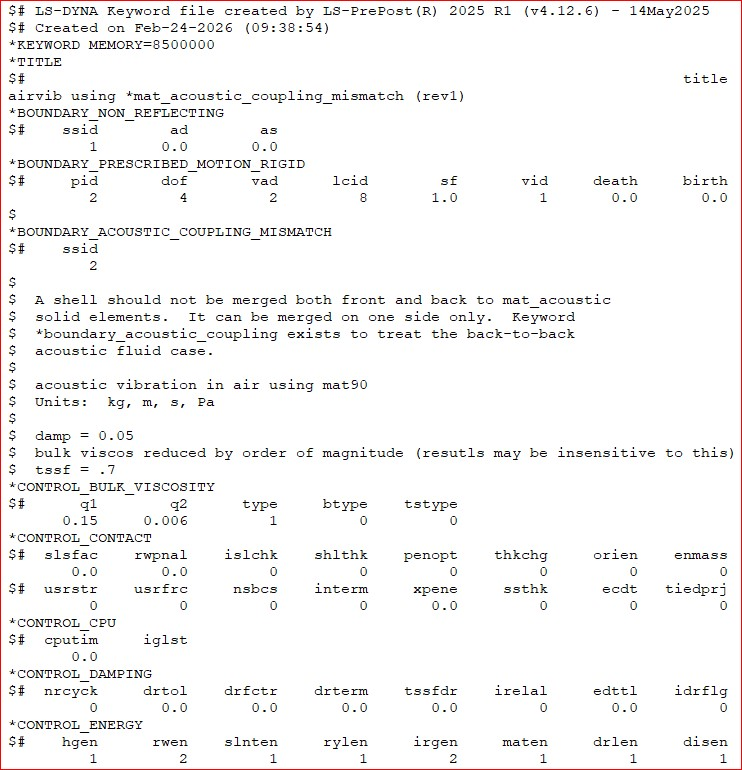 $# LS-DYNA Keyword file created by LS-PrePost(R) 2025 R1 (v4.12.6) - 14May2025
$# Created on Feb-24-2026 (09:38:54)
*KEYWORD MEMORY=8500000
*TITLE
$#                                                                         title
airvib using *mat_acoustic_coupling_mismatch (rev1)
*BOUNDARY_NON_REFLECTING
$#    ssid        ad        as
         1       0.0       0.0
*BOUNDARY_PRESCRIBED_MOTION_RIGID
$#     pid       dof       vad      lcid        sf       vid     death     birth
         2         4         2         8       1.0         1       0.0       0.0
$
*BOUNDARY_ACOUSTIC_COUPLING_MISMATCH
$#    ssid
         2
$
$  A shell should not be merged both front and back to mat_acoustic
$  solid elements.  It can be merged on one side only.  Keyword
$  *boundary_acoustic_coupling exists to treat the back-to-back
$  acoustic fluid case.
$
$  acoustic vibration in air using mat90
$  Units:  kg, m, s, Pa
$
$  damp = 0.05
$  bulk viscos reduced by order of magnitude (resutls may be insensitive to this)
$  tssf = .7
*CONTROL_BULK_VISCOSITY
$#      q1        q2      type     btype    tstype
      0.15     0.006         1         0         0
*CONTROL_CONTACT
$#  slsfac    rwpnal    islchk    shlthk    penopt    thkchg     orien    enmass
       0.0       0.0         0         0         0         0         0         0
$#  usrstr    usrfrc     nsbcs    interm     xpene     ssthk      ecdt   tiedprj
         0         0         0         0       0.0         0         0         0
*CONTROL_CPU
$#  cputim     iglst
       0.0
*CONTROL_DAMPING
$#  nrcyck     drtol    drfctr    drterm    tssfdr    irelal     edttl    idrflg
         0       0.0       0.0       0.0       0.0         0       0.0         0
*CONTROL_ENERGY
$#    hgen      rwen    slnten     rylen     irgen     maten     drlen     disen
         1         2         1         1         2         1         1         1